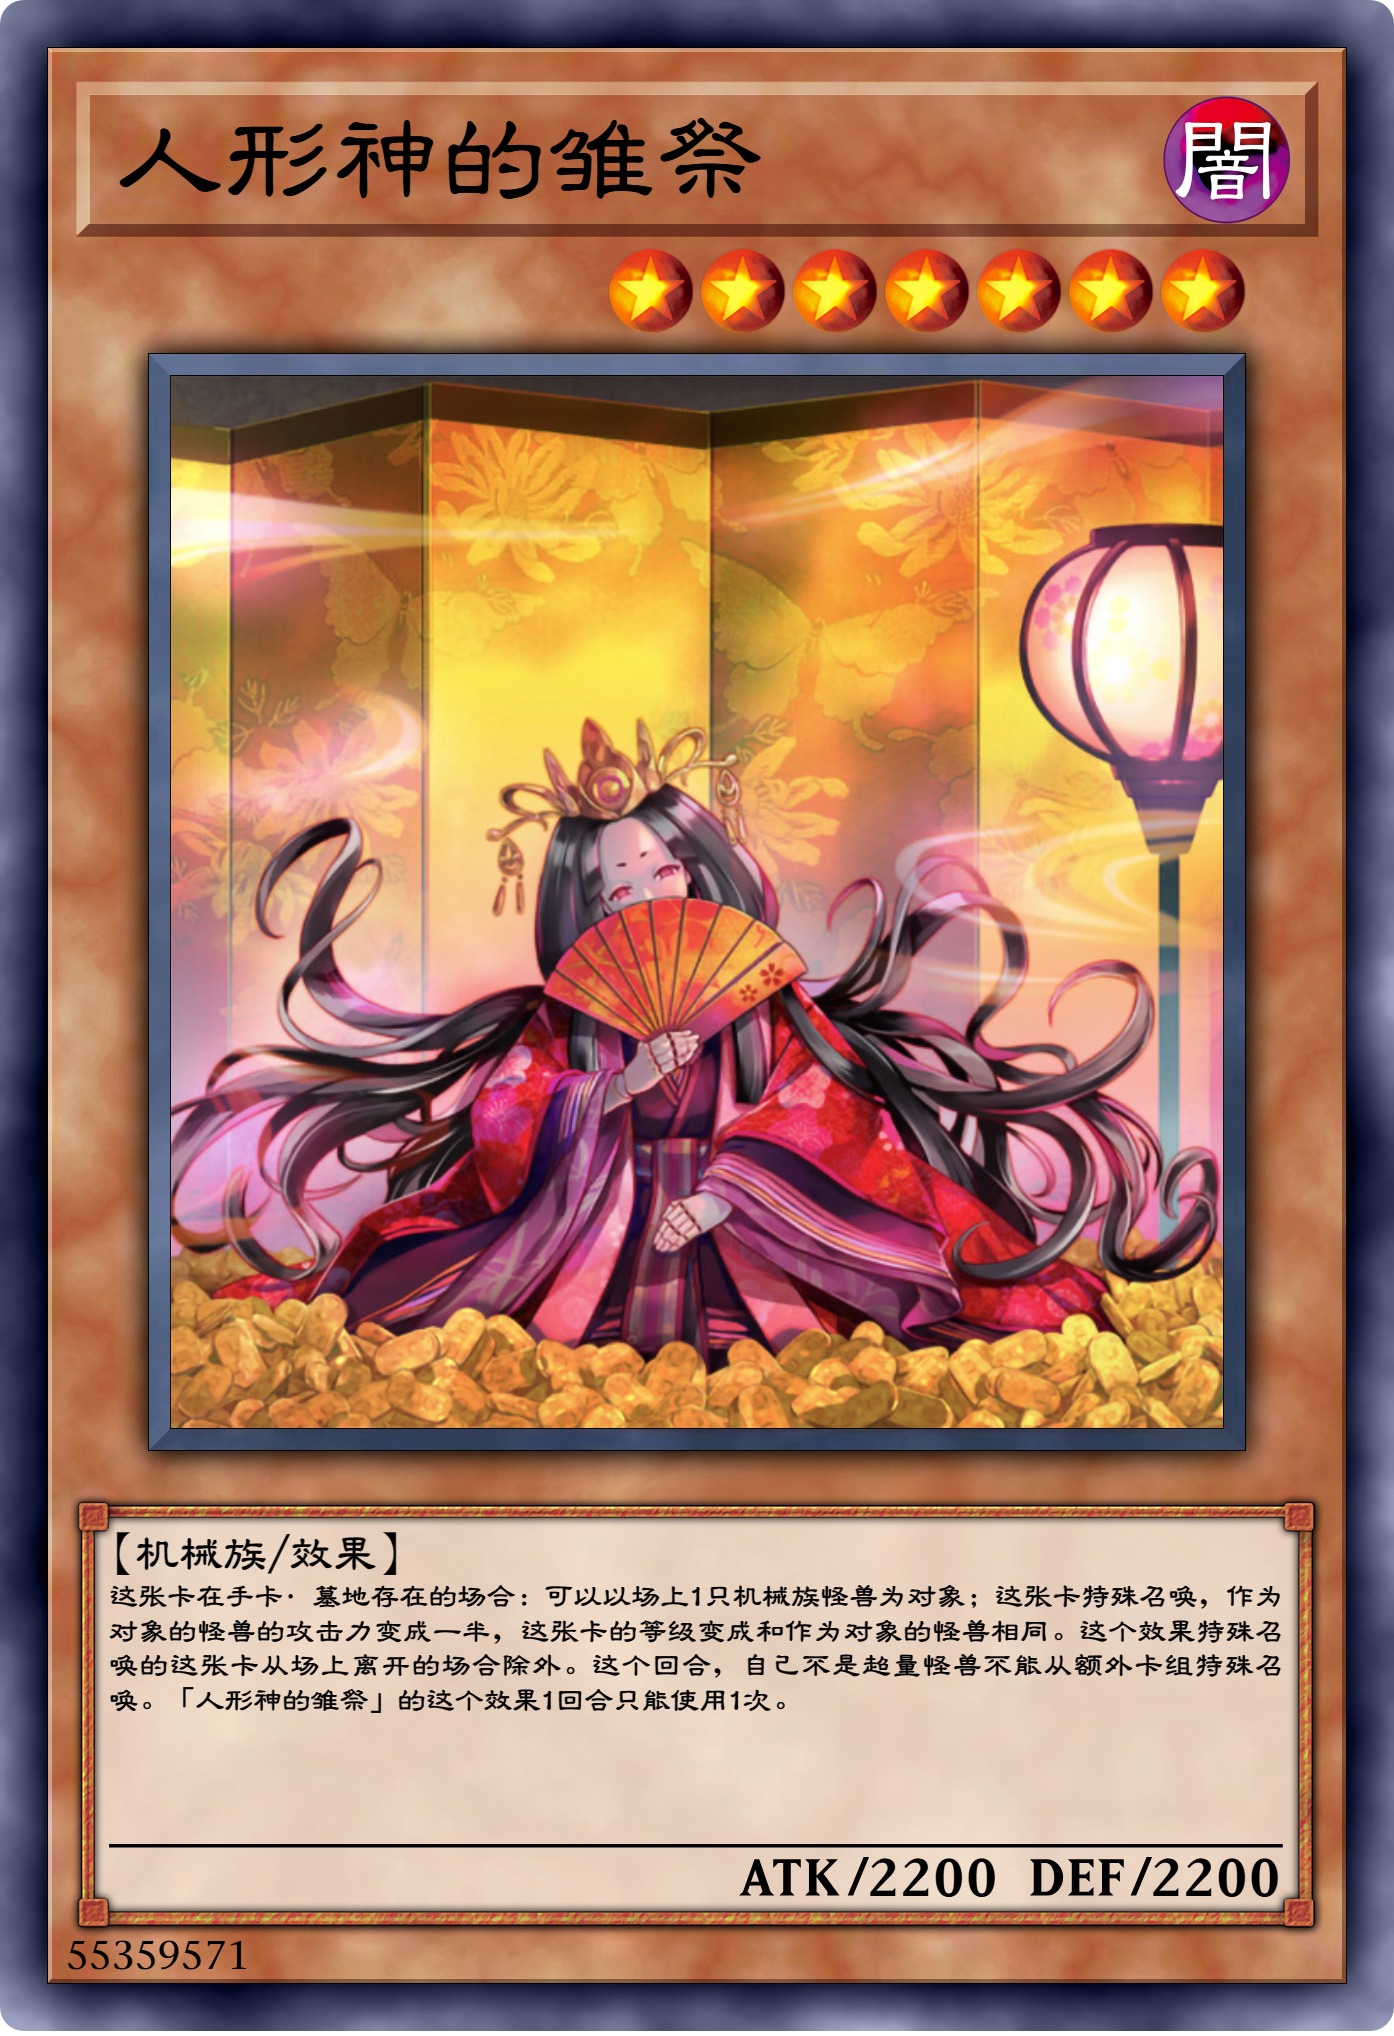 人形神的雏祭
闇
【机械族/效果】
这张卡在手卡·墓地存在的场合：可以以场上1只机械族怪兽为对象；这张卡特殊召唤，作为
对象的怪兽的攻击力变成一半，这张卡的等级变成和作为对象的怪兽相同。这个效果特殊召
唤的这张卡从场上离开的场合除外。这个回合，自己不是超量怪兽不能从额外卡组特殊召
唤。「人形神的雏祭」的这个效果1回合只能使用1次。
ATK/2200 DEF/2200
55359571